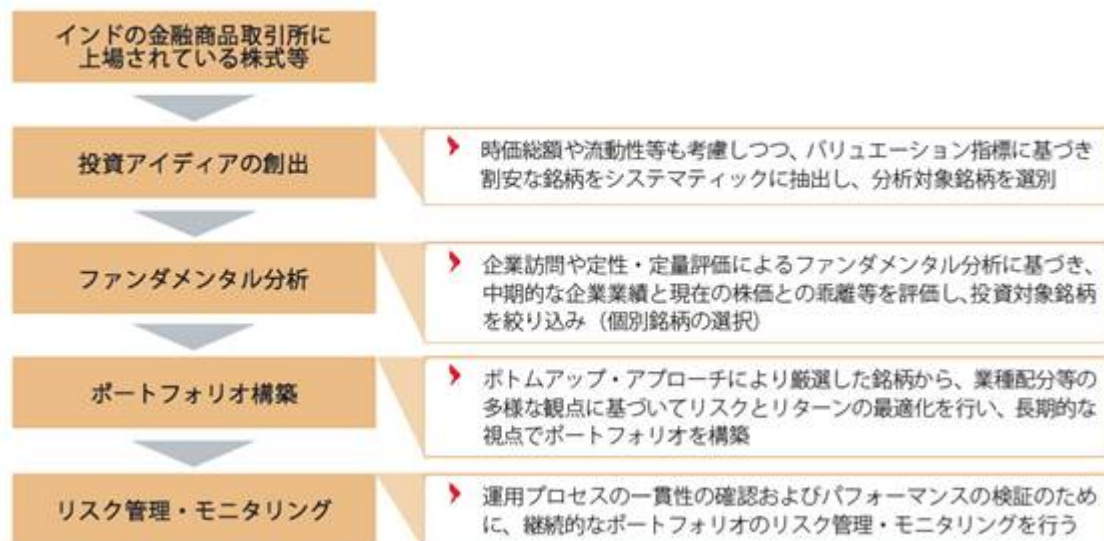 インドの金融商品取引所に
上場されている株式等
投資アイディアの創出
時価総額や流動性等も考慮しつつ、バリュエーション指標に基づき
割安な銘柄をシステマティックに抽出し、分析対象銘柄を選別
ファンダメンタル分析
企業訪問や定性・定量評価によるファンダメンタル分析に基づき、
中期的な企業業績と現在の株価との乖離等を評価し、投資対象銘柄
を絞り込み（個別銘柄の選択）
ポートフォリオ構築
ボトムアップ・アプローチにより厳選した銘柄から、業種配分等の
多様な観点に基づいてリスクとリターンの最適化を行い、長期的な
視点でポートフォリオを構築
リスク管理・モニタリング
運用プロセスの一貫性の確認およびパフォーマンスの検証のため
に、継続的なポートフォリオのリスク管理・モニタリングを行う